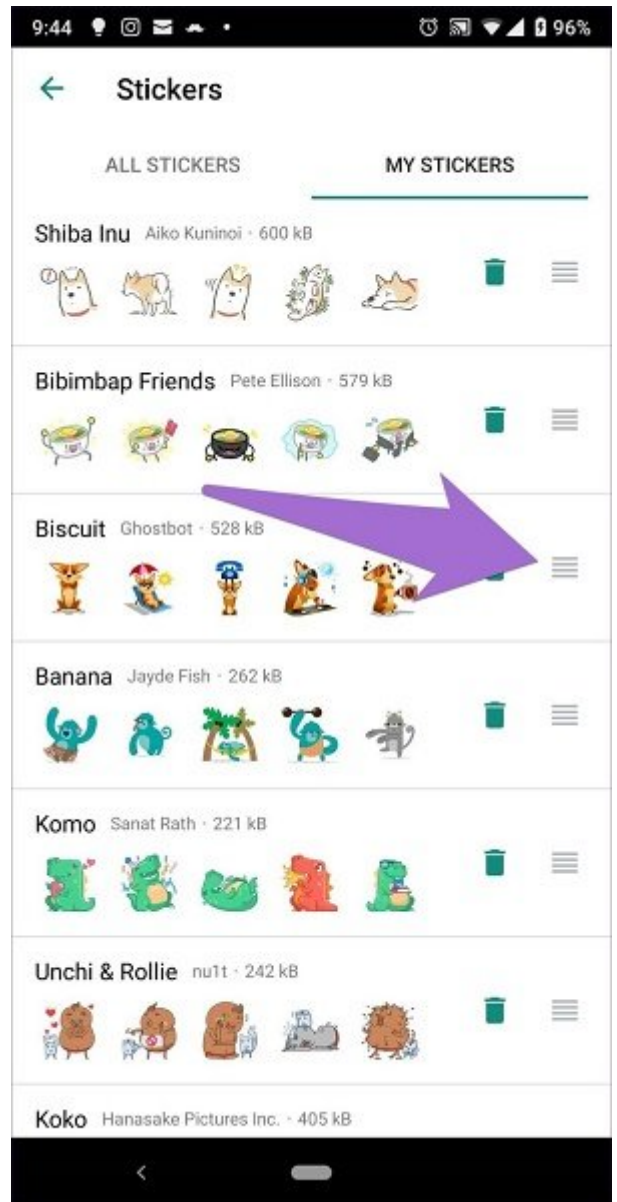 9:44 96%
Stickers
ALL STICKERS MY STICKERS
Shiba Inu Aiko Kuninoi · 600 kB
Bibimbap Friends Pete Ellison · 579 kB
Biscuit Ghostbot · 528 kB
Banana Jayde Fish · 262 kB
Komo Sanat Rath · 221 kB
Unchi & Rollie nu1t · 242 kB
Koko Hanasake Pictures Inc. · 405 kB